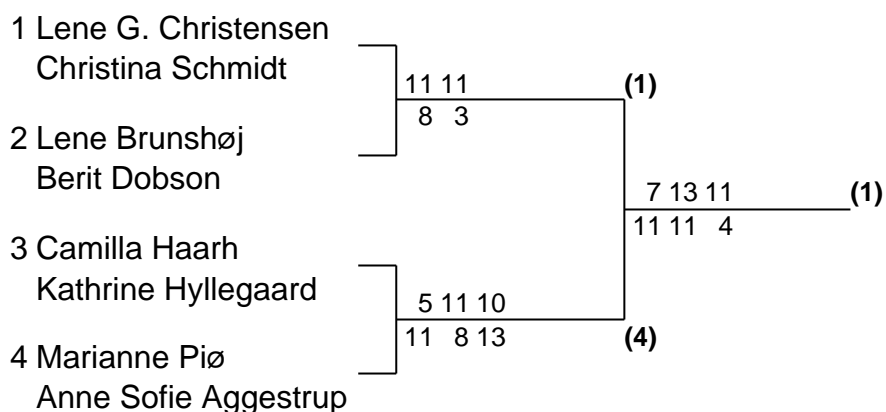 1 Lene G. Christensen
Christina Schmidt
11 11
8 3
(1)
2 Lene Brunshøj
Berit Dobson
7 13 11
11 11 4
(1)
3 Camilla Haarh
Kathrine Hyllegaard
5 11 10
11 8 13
(4)
4 Marianne Piø
Anne Sofie Aggestrup